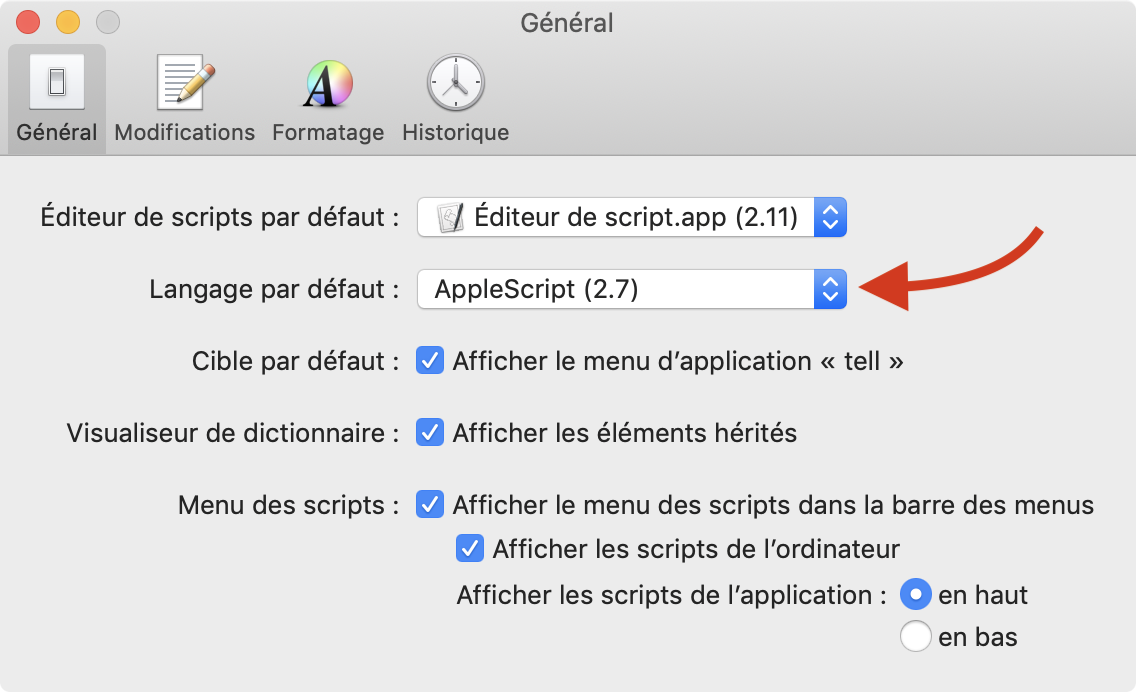 Général
Général Modifications Formatage Historique
Éditeur de scripts par défaut : Éditeur de script.app (2.11)
Langage par défaut : AppleScript (2.7)
Cible par défaut : Afficher le menu d’application « tell »
Visualiseur de dictionnaire : Afficher les éléments hérités
Menu des scripts : Afficher le menu des scripts dans la barre des menus
Afficher les scripts de l’ordinateur
Afficher les scripts de l’application : en haut
en bas